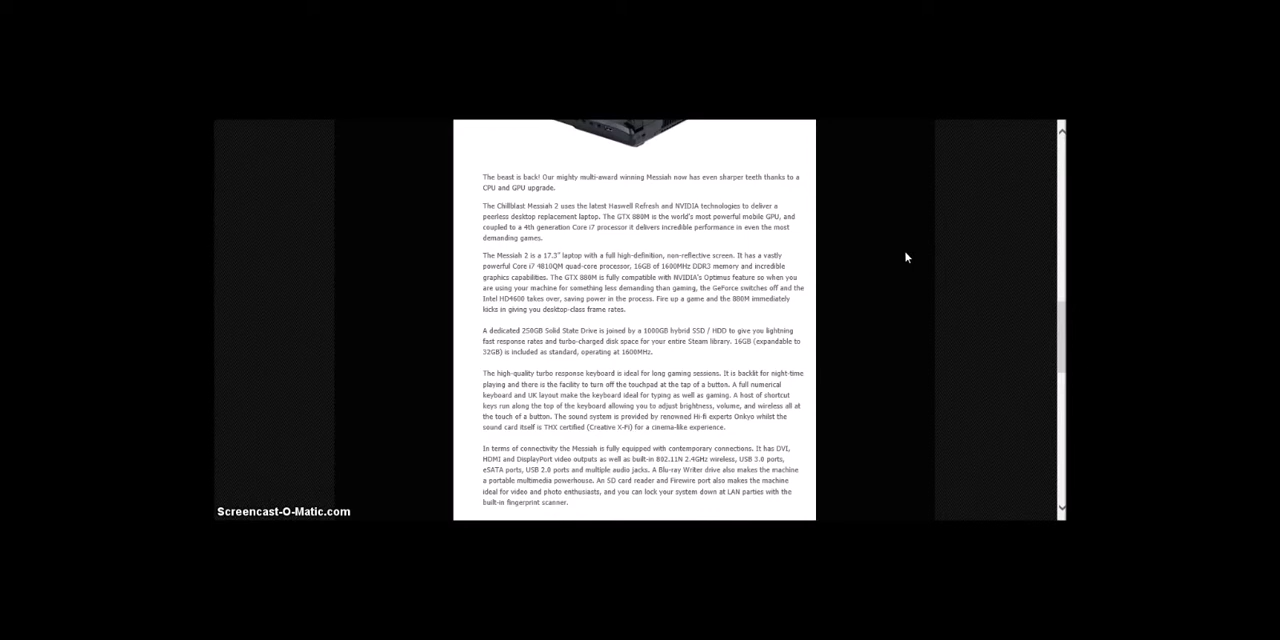 The beast is back! Our mighty multi-award winning Messiah now has even sharper teeth thanks to a
CPU and GPU upgrade.
The Chillblast Messiah 2 uses the latest Haswell Refresh and NVIDIA technologies to deliver a
peerless desktop replacement laptop. The GTX 880M is the world's most powerful mobile GPU, and
coupled to a 4th generation Core i7 processor it delivers incredible performance in even the most
demanding games.
The Messiah 2 is a 17.3" laptop with a full high-definition, non-reflective screen. It has a vastly
powerful Core i7 4810QM quad-core processor, 16GB of 1600MHz DDR3 memory and incredible
graphics capabilities. The GTX 880M is fully compatible with NVIDIA's Optimus feature so when you
are using your machine for something less demanding than gaming, the GeForce switches off and the
Intel HD4600 takes over, saving power in the process. Fire up a game and the 880M immediately
kicks in giving you desktop-class frame rates.
A dedicated 250GB Solid State Drive is joined by a 1000GB hybrid SSD / HDD to give you lightning
fast response rates and turbo-charged disk space for your entire Steam library. 16GB (expandable to
32GB) is included as standard, operating at 1600MHz.
The high-quality turbo response keyboard is ideal for long gaming sessions. It is backlit for night-time
playing and there is the facility to turn off the touchpad at the tap of a button. A full numerical
keyboard and UK layout make the keyboard ideal for typing as well as gaming. A host of shortcut
keys run along the top of the keyboard allowing you to adjust brightness, volume, and wireless all at
the touch of a button. The sound system is provided by renowned Hi-fi experts Onkyo whilst the
sound card itself is THX certified (Creative X-Fi) for a cinema-like experience.
In terms of connectivity the Messiah is fully equipped with contemporary connections. It has DVI,
HDMI and DisplayPort video outputs as well as built-in 802.11N 2.4GHz wireless, USB 3.0 ports,
eSATA ports, USB 2.0 ports and multiple audio jacks. A Blu-ray Writer drive also makes the machine
a portable multimedia powerhouse. An SD card reader and Firewire port also makes the machine
ideal for video and photo enthusiasts, and you can lock your system down at LAN parties with the
built-in fingerprint scanner.
Screencast-O-Matic.com